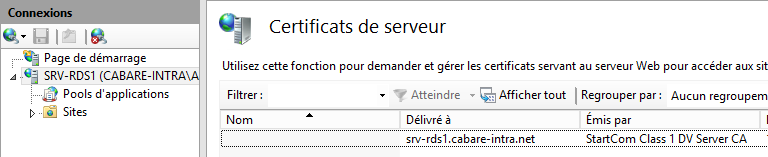 Connexions
Certificats de serveur
Page de démarrage
SRV-RDS1 (CABARE-INTRA\A
Pools d'applications
Sites
Utilisez cette fonction pour demander et gérer les certificats servant au serveur Web pour accéder aux sit
Filtrer : Atteindre Afficher tout Regrouper par : Aucun regroupeme
Nom Délivré à Émis par
srv-rds1.cabare-intra.net StartCom Class 1 DV Server CA